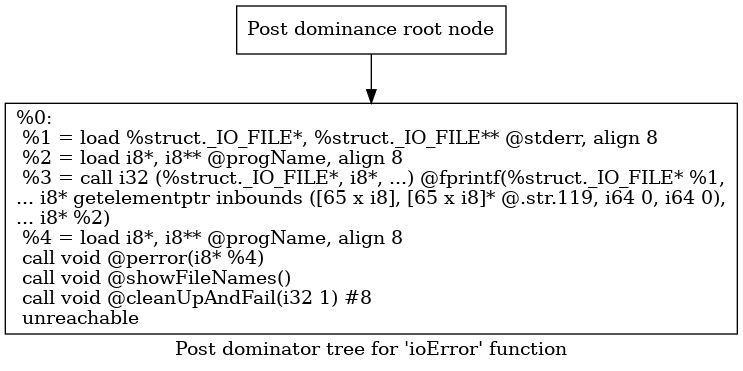 Post dominance root node
%0:
%1 = load %struct._IO_FILE*, %struct._IO_FILE** @stderr, align 8
%2 = load i8*, i8** @progName, align 8
%3 = call i32 (%struct._IO_FILE*, i8*, ...) @fprintf(%struct._IO_FILE* %1,
... i8* getelementptr inbounds ([65 x i8], [65 x i8]* @.str.119, i64 0, i64 0),
... i8* %2)
%4 = load i8*, i8** @progName, align 8
call void @perror(i8* %4)
call void @showFileNames()
call void @cleanUpAndFail(i32 1) #8
unreachable
Post dominator tree for 'ioError' function